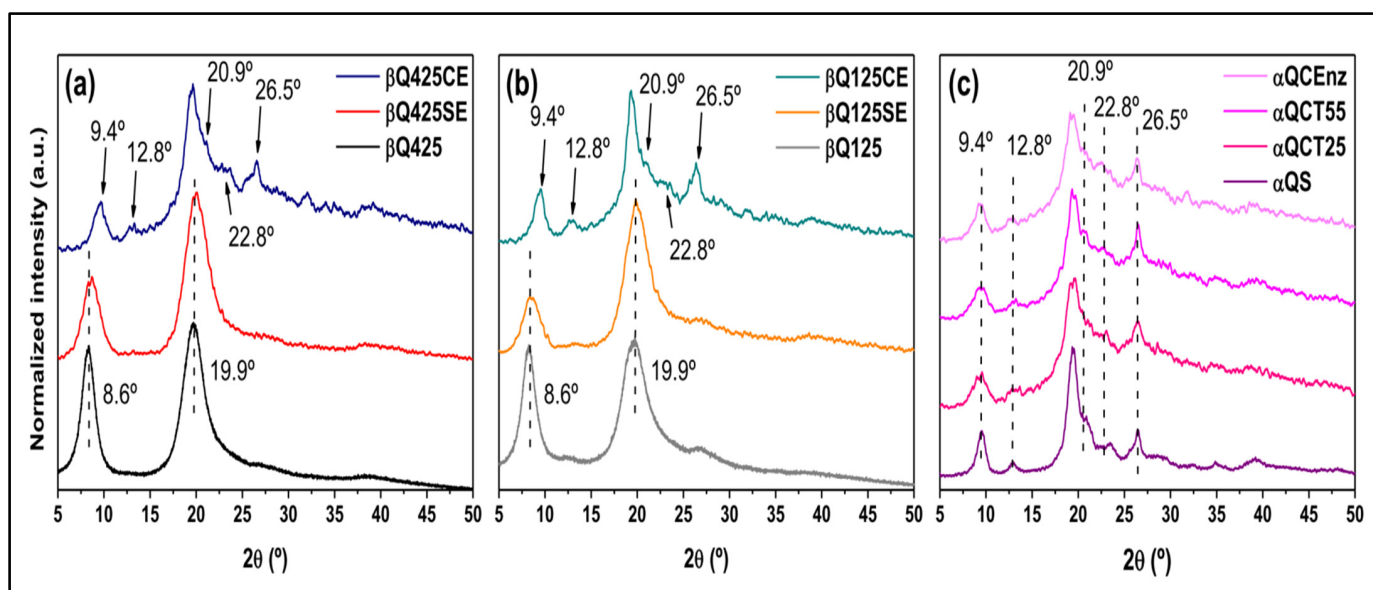 Normalized intensity (a.u.)
(a)
βQ425CE
βQ425SE
βQ425
9.4º
12.8º
20.9º
26.5º
22.8º
8.6º
19.9º
5 10 15 20 25 30 35 40 45 50
2θ (º)
(b)
βQ125CE
βQ125SE
βQ125
9.4º
12.8º
20.9º
26.5º
22.8º
8.6º
19.9º
5 10 15 20 25 30 35 40 45 50
2θ (º)
(c)
αQCEnz
αQCT55
αQCT25
αQS
9.4º
12.8º
20.9º
22.8º
26.5º
5 10 15 20 25 30 35 40 45 50
2θ (º)